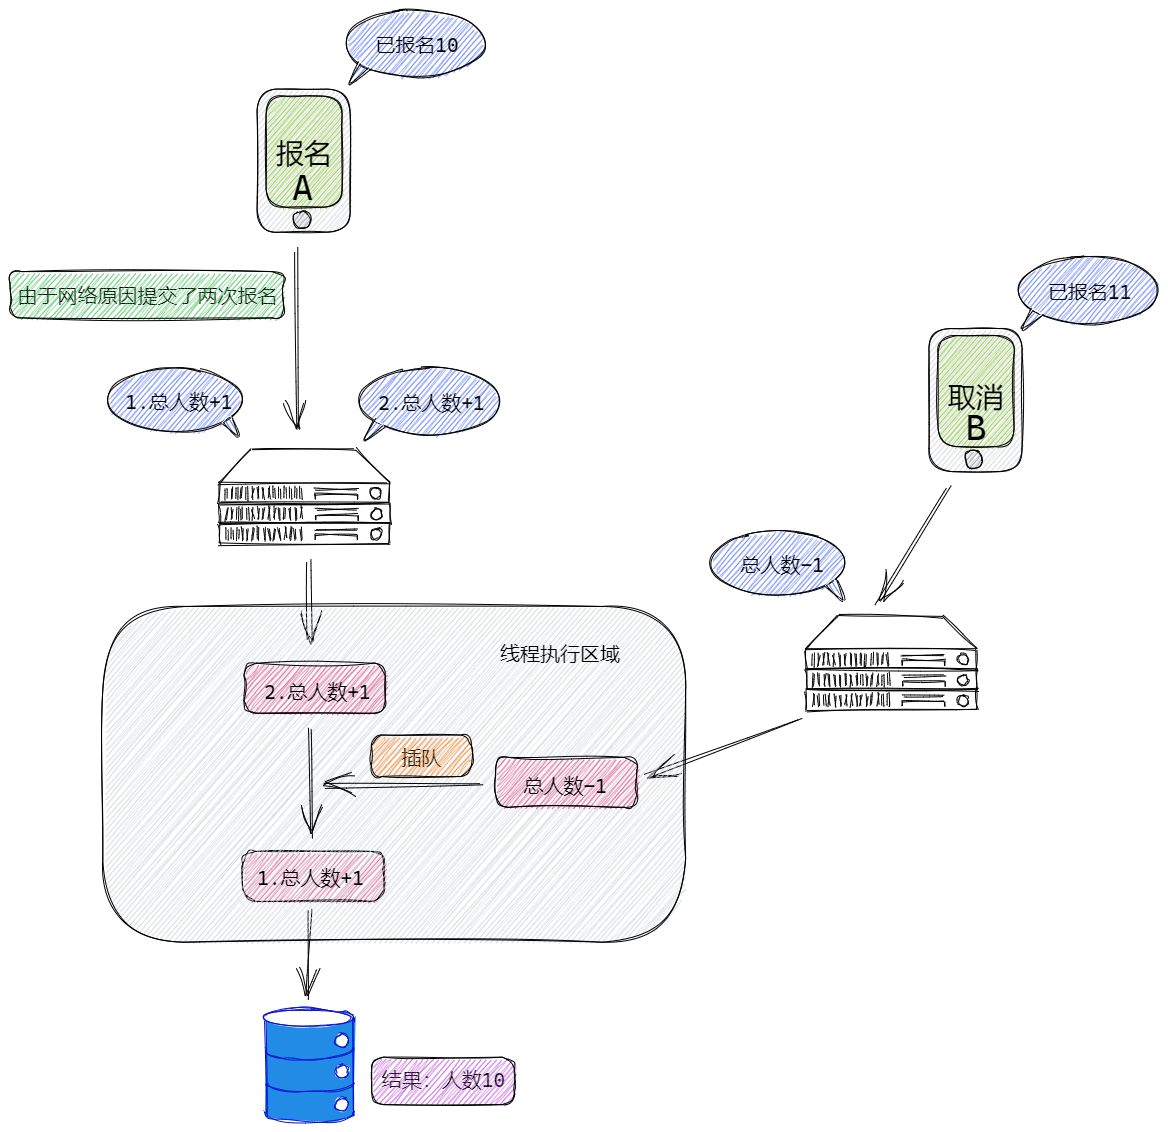 已报名10
报名
A
由于网络原因提交了两次报名
已报名11
1.总人数+1
2.总人数+1
取消
B
总人数-1
线程执行区域
2.总人数+1
插队
总人数-1
1.总人数+1
结果：人数10